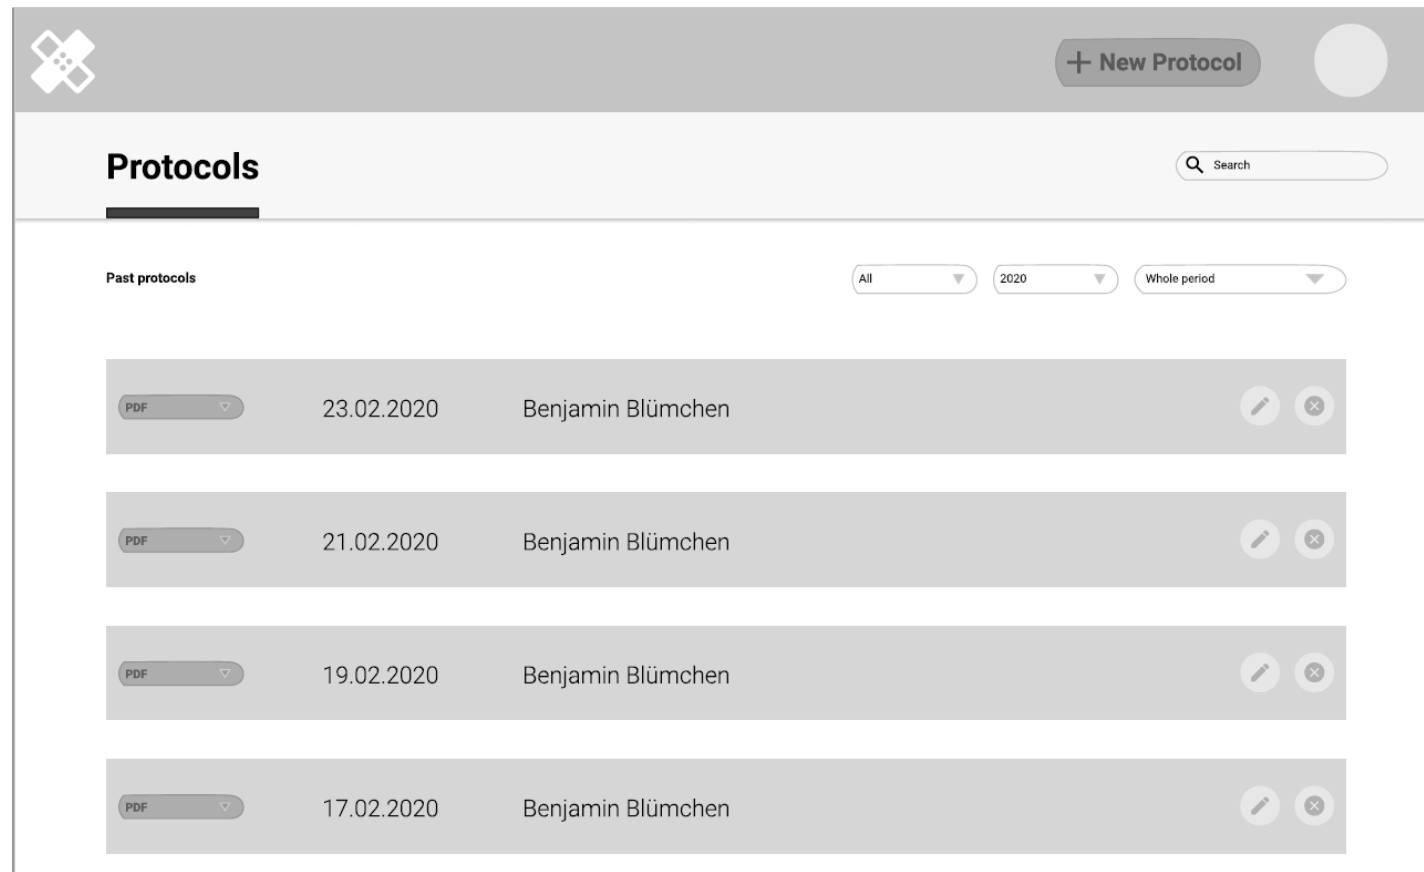 + New Protocol
Protocols
Search
Past protocols
All
2020
Whole period
PDF 23.02.2020 Benjamin Blümchen
PDF 21.02.2020 Benjamin Blümchen
PDF 19.02.2020 Benjamin Blümchen
PDF 17.02.2020 Benjamin Blümchen